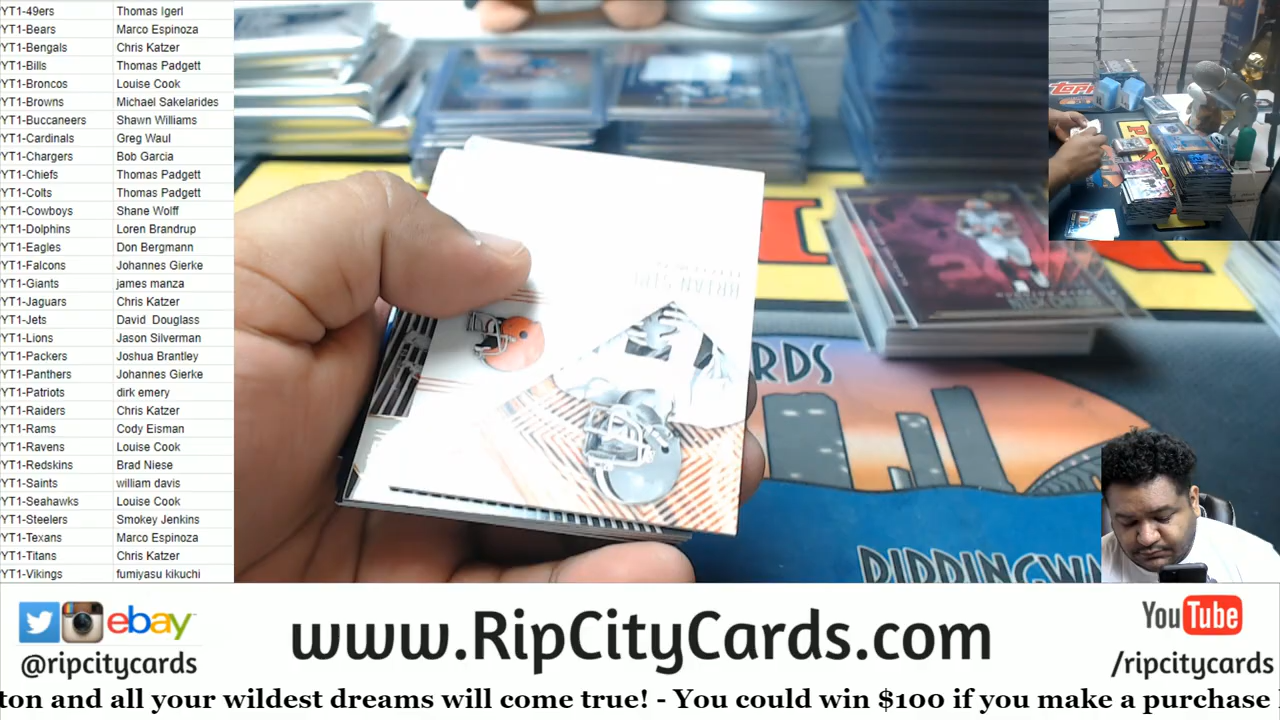 YT1-49ers Thomas Igerl
YT1-Bears Marco Espinoza
YT1-Bengals Chris Katzer
YT1-Bills Thomas Padgett
YT1-Broncos Louise Cook
YT1-Browns Michael Sakelarides
YT1-Buccaneers Shawn Williams
YT1-Cardinals Greg Waul
YT1-Chargers Bob Garcia
YT1-Chiefs Thomas Padgett
YT1-Colts Thomas Padgett
YT1-Cowboys Shane Wolff
YT1-Dolphins Loren Brandrup
YT1-Eagles Don Bergmann
YT1-Falcons Johannes Gierke
YT1-Giants james manza
YT1-Jaguars Chris Katzer
YT1-Jets David Douglass
YT1-Lions Jason Silverman
YT1-Packers Joshua Brantley
YT1-Panthers Johannes Gierke
YT1-Patriots dirk emery
YT1-Raiders Chris Katzer
YT1-Rams Cody Eisman
YT1-Ravens Louise Cook
YT1-Redskins Brad Niese
YT1-Saints william davis
YT1-Seahawks Louise Cook
YT1-Steelers Smokey Jenkins
YT1-Texans Marco Espinoza
YT1-Titans Chris Katzer
YT1-Vikings fumiyasu kikuchi
TOPPS
RDS
ebay
@ripcitycards
www.RipCityCards.com
YouTube
/ripcitycards
ton and all your wildest dreams will come true! - You could win $100 if you make a purchase